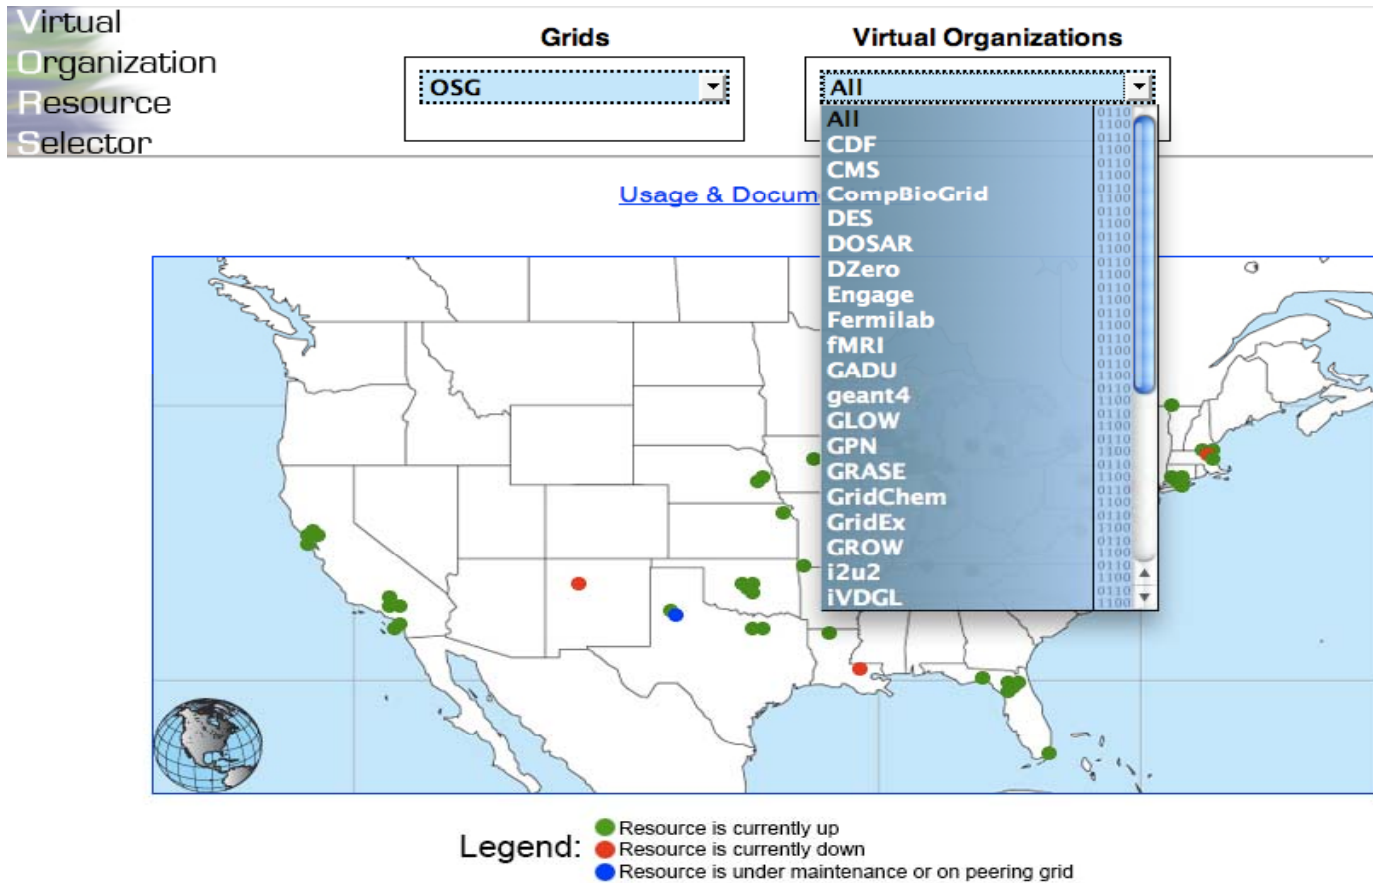 Virtual
Organization
Resource
Selector
Grids
OSG
Virtual Organizations
All
All
CDF
CMS
CompBioGrid
DES
DOSAR
DZero
Engage
Fermilab
fMRI
GADU
geant4
GLOW
GPN
GRASE
GridChem
GridEx
GROW
i2u2
iVDGL
Usage & Docum
Legend:
Resource is currently up
Resource is currently down
Resource is under maintenance or on peering grid